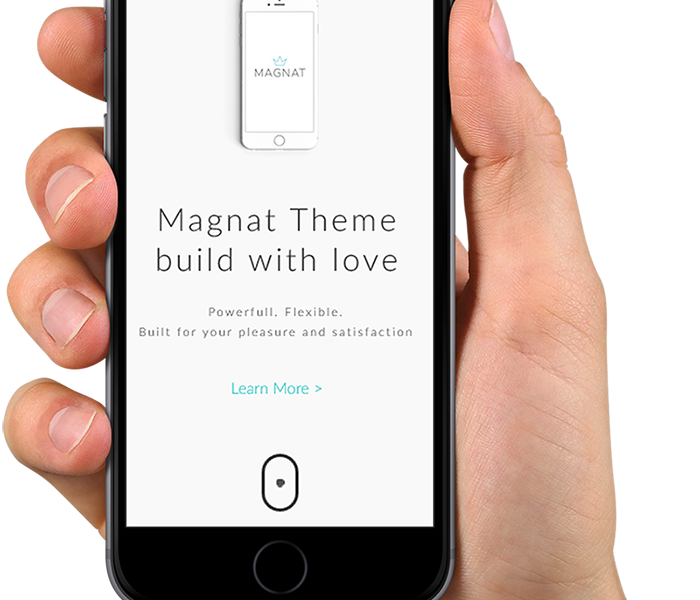 MAGNAT
Magnat Theme
build with love
Powerfull, Flexible.
Built for your pleasure and satisfaction
Learn More >